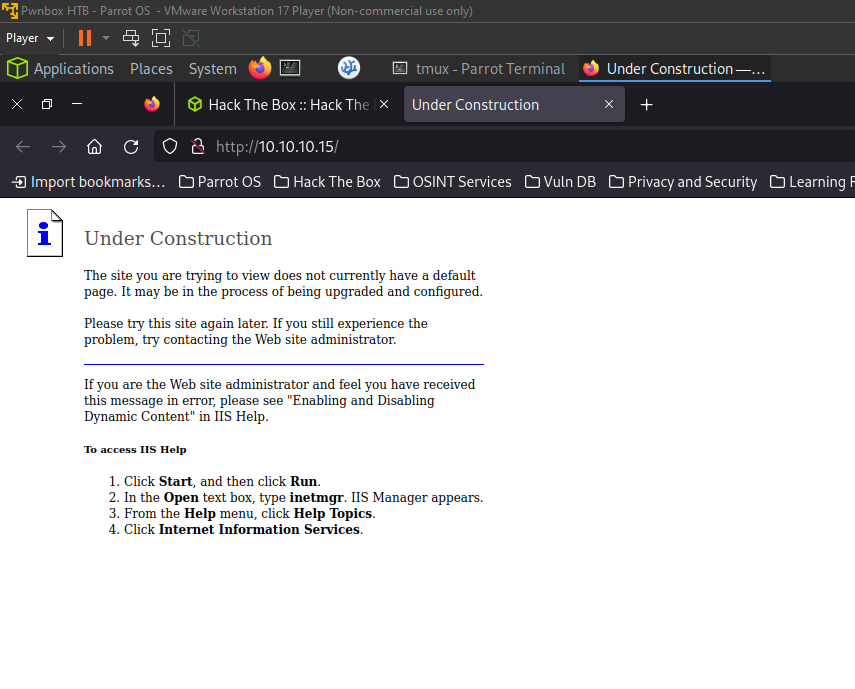 Pwnbox HTB - Parrot OS - VMware Workstation 17 Player (Non-commercial use only)
Player
Applications Places System tmux - Parrot Terminal Under Construction —...
Hack The Box :: Hack The Under Construction
http://10.10.10.15/
Import bookmarks... Parrot OS Hack The Box OSINT Services Vuln DB Privacy and Security Learning
i
Under Construction
The site you are trying to view does not currently have a default
page. It may be in the process of being upgraded and configured.
Please try this site again later. If you still experience the
problem, try contacting the Web site administrator.
If you are the Web site administrator and feel you have received
this message in error, please see "Enabling and Disabling
Dynamic Content" in IIS Help.
To access IIS Help
1. Click Start, and then click Run.
2. In the Open text box, type inetmgr. IIS Manager appears.
3. From the Help menu, click Help Topics.
4. Click Internet Information Services.